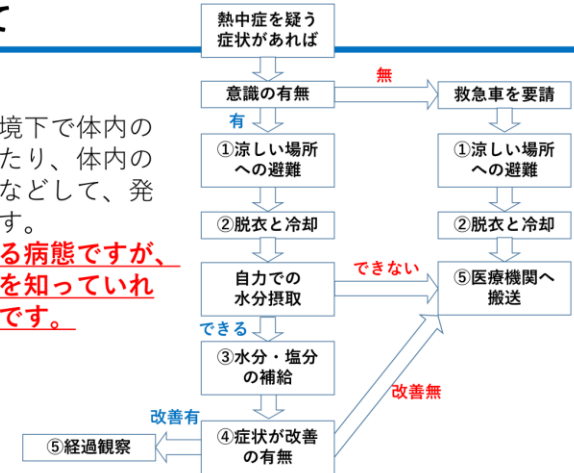 て
境下で体内の
たり、体内の
などして、発
す。
る病態ですが、
を知っていれ
です。
熱中症を疑う
症状があれば
意識の有無
無
救急車を要請
有
①涼しい場所
への避難
①涼しい場所
への避難
②脱衣と冷却
②脱衣と冷却
自力での
水分摂取
できない
⑤医療機関へ
搬送
できる
③水分・塩分
の補給
改善無
改善有
④症状が改善
の有無
⑤経過観察